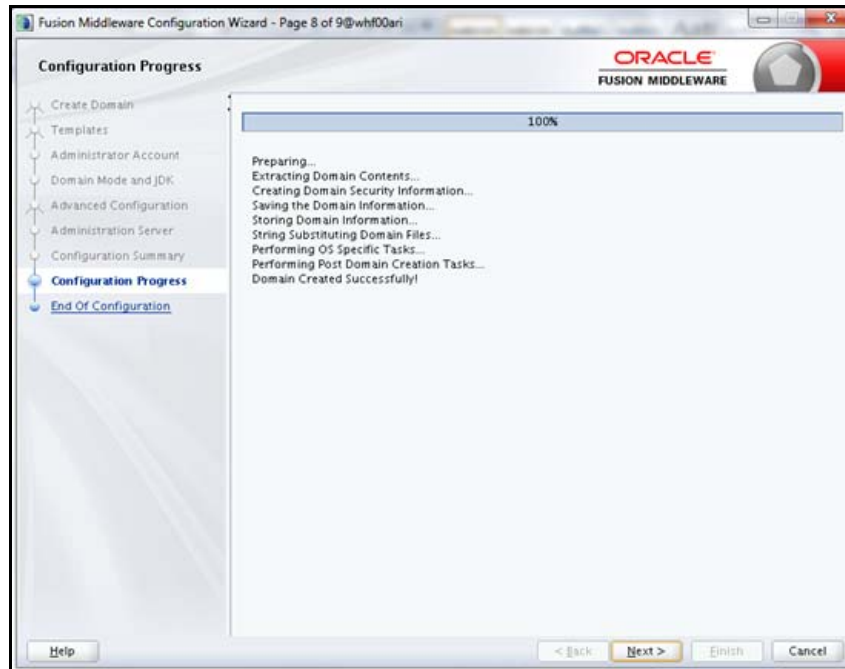 Fusion Middleware Configuration Wizard - Page 8 of 9@whf00ari
Configuration Progress
ORACLE
FUSION MIDDLEWARE
Create Domain
Templates
Administrator Account
Domain Mode and JDK
Advanced Configuration
Administration Server
Configuration Summary
Configuration Progress
End Of Configuration
100%
Preparing...
Extracting Domain Contents...
Creating Domain Security Information...
Saving the Domain Information...
Storing Domain Information...
String Substituting Domain Files...
Performing OS Specific Tasks...
Performing Post Domain Creation Tasks...
Domain Created Successfully!
Help
< Back
Next >
Finish
Cancel